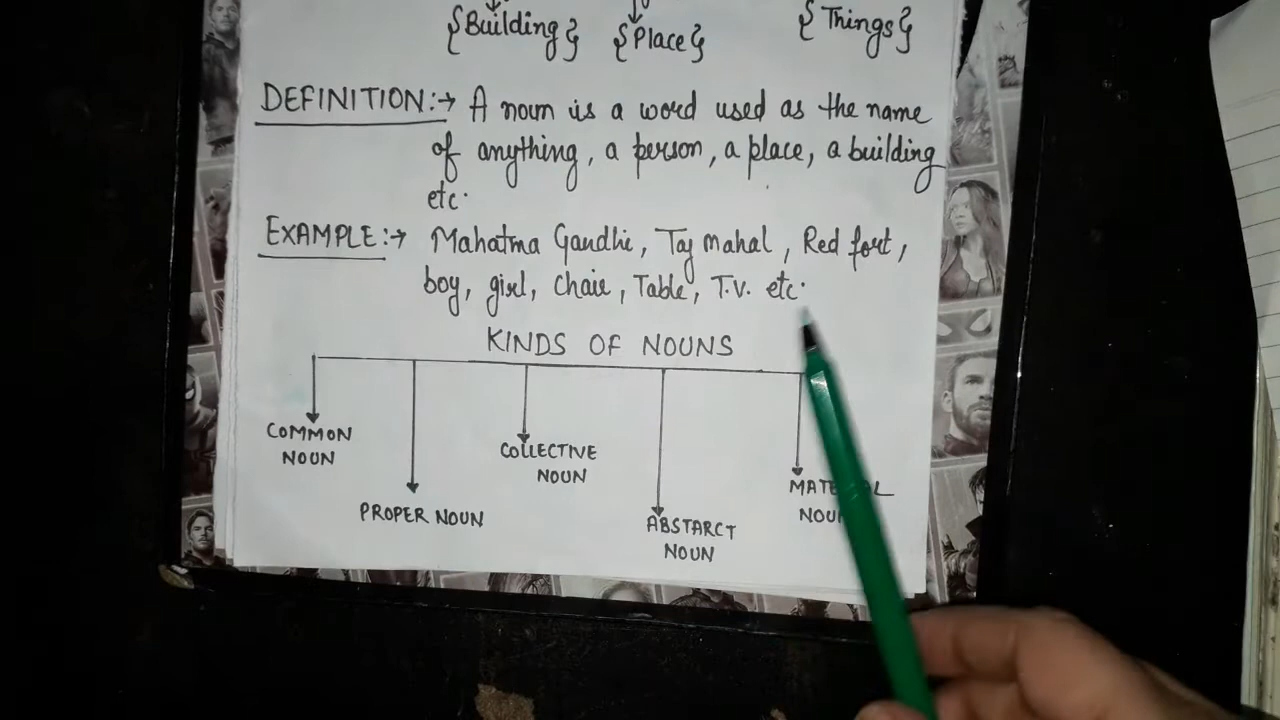 {Building} {Place} {Things}
DEFINITION:→ A noun is a word used as the name
of anything, a person, a place, a building
etc.
EXAMPLE:→ Mahatma Gandhi, Taj mahal, Red fort,
boy, girl, Chair, Table, T.V. etc.
KINDS OF NOUNS
COMMON
NOUN
PROPER NOUN
COLLECTIVE
NOUN
ABSTARCT
NOUN